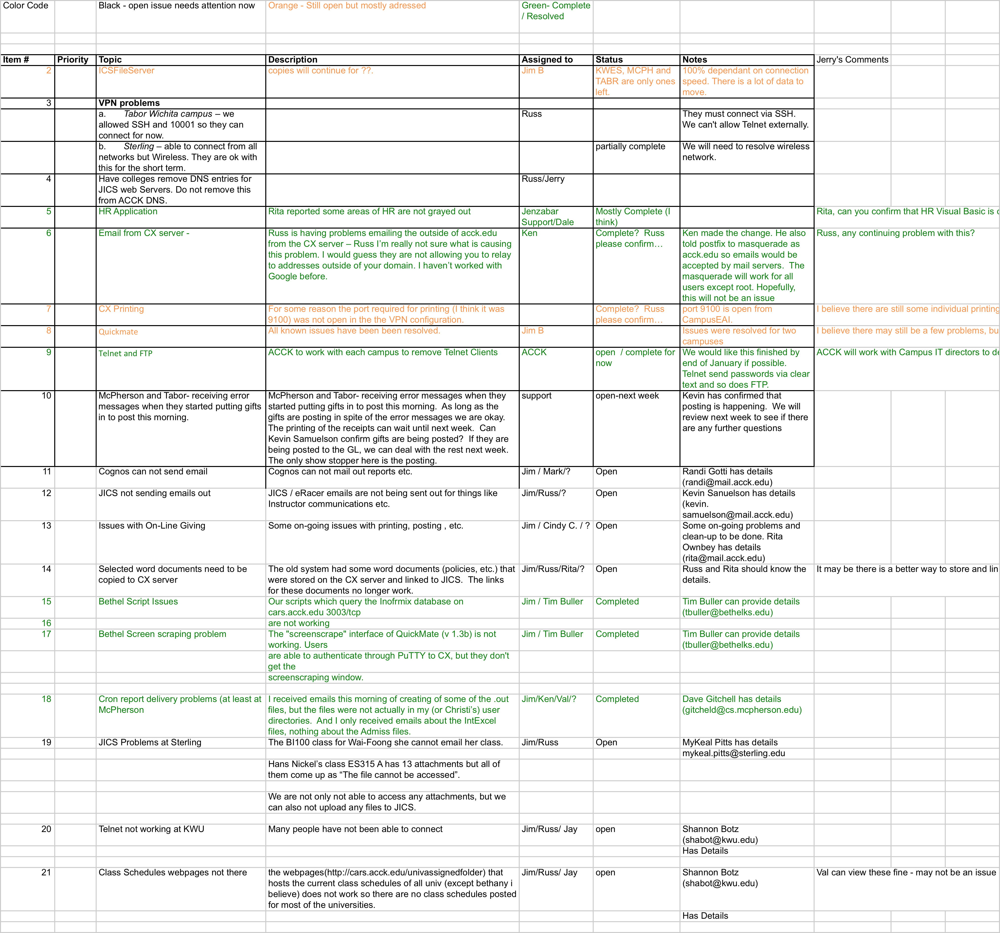 Color Code Black - open issue needs attention now Orange - Still open but mostly adressed Green- Complete
/ Resolved
Item # Priority Topic Description Assigned to Status Notes Jerry's Comments
2 ICSFileServer copies will continue for ??. Jim B KWES, MCPH and 100% dependant on connection
TABR are only ones speed. There is a lot of data to
left. move.
3 VPN problems
a. Tabor Wichita campus – we Russ They must connect via SSH.
allowed SSH and 10001 so they can We can't allow Telnet externally.
connect for now.
b. Sterling – able to connect from all partially complete We will need to resolve wireless
networks but Wireless. They are ok with network.
this for the short term.
4 Have colleges remove DNS entries for Russ/Jerry
JICS web Servers. Do not remove this
from ACCK DNS.
5 HR Application Rita reported some areas of HR are not grayed out Jenzabar Mostly Complete (I Rita, can you confirm that HR Visual Basic is
Support/Dale think)
6 Email from CX server - Russ is having problems emailing the outside of acck.edu Ken Complete? Russ Ken made the change. He also Russ, any continuing problem with this?
from the CX server – Russ I’m really not sure what is causing please confirm… told postfix to masquerade as
this problem. I would guess they are not allowing you to relay acck.edu so emails would be
to addresses outside of your domain. I haven’t worked with accepted by mail servers. The
Google before. masquerade will work for all
users except root. Hopefully,
this will not be an issue
7 CX Printing For some reason the port required for printing (I think it was Complete? Russ port 9100 is open from I believe there are still some individual printing
9100) was not open in the the VPN configuration. please confirm… CampusEAI.
8 Quickmate All known issues have been been resolved. Jim B Issues were resolved for two I believe there may still be a few problems, bu
campuses
9 Telnet and FTP ACCK to work with each campus to remove Telnet Clients ACCK open / complete for We would like this finished by ACCK will work with Campus IT directors to de
now end of January if possible.
Telnet send passwords via clear
text and so does FTP.
10 McPherson and Tabor- receiving error McPherson and Tabor- receiving error messages when they support open-next week Kevin has confirmed that
messages when they started putting gifts started putting gifts in to post this morning. As long as the posting is happening. We will
in to post this morning. gifts are posting in spite of the error messages we are okay. review next week to see if there
The printing of the receipts can wait until next week. Can are any further questions
Kevin Samuelson confirm gifts are being posted? If they are
being posted to the GL, we can deal with the rest next week.
The only show stopper here is the posting.
11 Cognos can not send email Cognos can not mail out reports etc. Jim / Mark/? Open Randi Gotti has details
(randi@mail.acck.edu)
12 JICS not sending emails out JICS / eRacer emails are not being sent out for things like Jim/Russ/? Open Kevin Sanuelson has details
Instructor communications etc. (kevin.
samuelson@mail.acck.edu)
13 Issues with On-Line Giving Some on-going issues with printing, posting , etc. Jim / Cindy C. / ? Open Some on-going problems and
clean-up to be done. Rita
Ownbey has details
(rita@mail.acck.edu)
14 Selected word documents need to be The old system had some word documents (policies, etc.) that Jim/Russ/Rita/? Open Russ and Rita should know the It may be there is a better way to store and lin
copied to CX server were stored on the CX server and linked to JICS. The links details.
for these documents no longer work.
15 Bethel Script Issues Our scripts which query the Inofrmix database on Jim / Tim Buller Completed Tim Buller can provide details
cars.acck.edu 3003/tcp (tbuller@bethelks.edu)
16 are not working
17 Bethel Screen scraping problem The "screenscrape" interface of QuickMate (v 1.3b) is not Jim / Tim Buller Completed Tim Buller can provide details
working. Users (tbuller@bethelks.edu)
are able to authenticate through PuTTY to CX, but they don't
get the
screenscraping window.
18 Cron report delivery problems (at least at I received emails this morning of creating of some of the .out Jim/Ken/Val/? Completed Dave Gitchell has details
McPherson files, but the files were not actually in my (or Christi’s) user (gitcheld@cs.mcpherson.edu)
directories. And I only received emails about the IntExcel
files, nothing about the Admiss files.
19 JICS Problems at Sterling The BI100 class for Wai-Foong she cannot email her class. Jim/Russ Open MyKeal Pitts has details
mykeal.pitts@sterling.edu
Hans Nickel’s class ES315 A has 13 attachments but all of
them come up as “The file cannot be accessed”.
We are not only not able to access any attachments, but we
can also not upload any files to JICS.
20 Telnet not working at KWU Many people have not been able to connect Jim/Russ/ Jay open Shannon Botz
(shabot@kwu.edu)
Has Details
21 Class Schedules webpages not there the webpages(http://cars.acck.edu/univassignedfolder) that Jim/Russ/ Jay open Shannon Botz Val can view these fine - may not be an issue
hosts the current class schedules of all univ (except bethany i (shabot@kwu.edu)
believe) does not work so there are no class schedules posted
for most of the universities.
Has Details